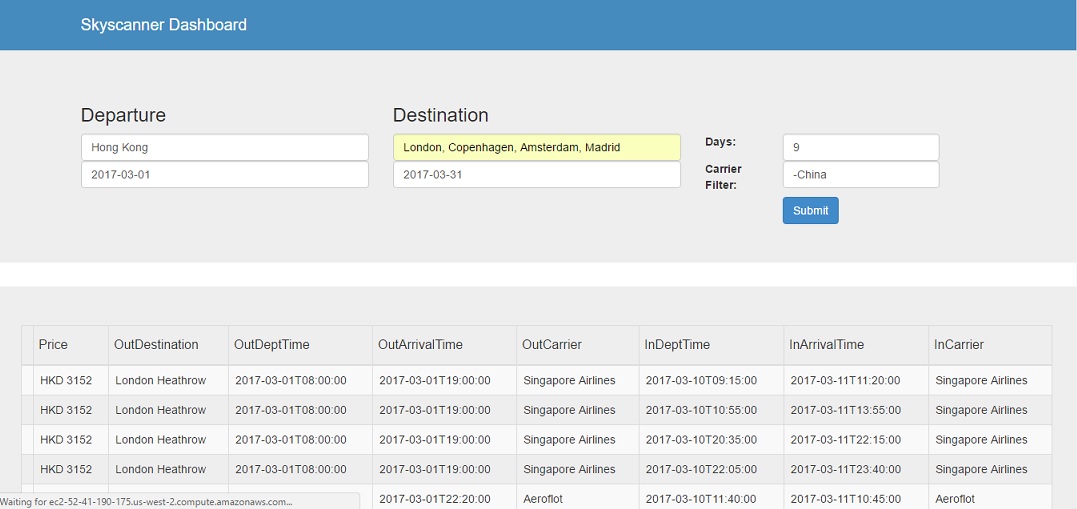 Skyscanner Dashboard
Departure
Destination
Hong Kong
London, Copenhagen, Amsterdam, Madrid
Days:
9
2017-03-01
2017-03-31
Carrier
Filter:
-China
Submit
Price OutDestination OutDeptTime OutArrivalTime OutCarrier InDeptTime InArrivalTime InCarrier
HKD 3152 London Heathrow 2017-03-01T08:00:00 2017-03-01T19:00:00 Singapore Airlines 2017-03-10T09:15:00 2017-03-11T11:20:00 Singapore Airlines
HKD 3152 London Heathrow 2017-03-01T08:00:00 2017-03-01T19:00:00 Singapore Airlines 2017-03-10T10:55:00 2017-03-11T13:55:00 Singapore Airlines
HKD 3152 London Heathrow 2017-03-01T08:00:00 2017-03-01T19:00:00 Singapore Airlines 2017-03-10T20:35:00 2017-03-11T22:15:00 Singapore Airlines
HKD 3152 London Heathrow 2017-03-01T08:00:00 2017-03-01T19:00:00 Singapore Airlines 2017-03-10T22:05:00 2017-03-11T23:40:00 Singapore Airlines
2017-03-01T22:20:00 Aeroflot 2017-03-10T11:40:00 2017-03-11T10:45:00 Aeroflot
Waiting for ec2-52-41-190-175.us-west-2.compute.amazonaws.com...